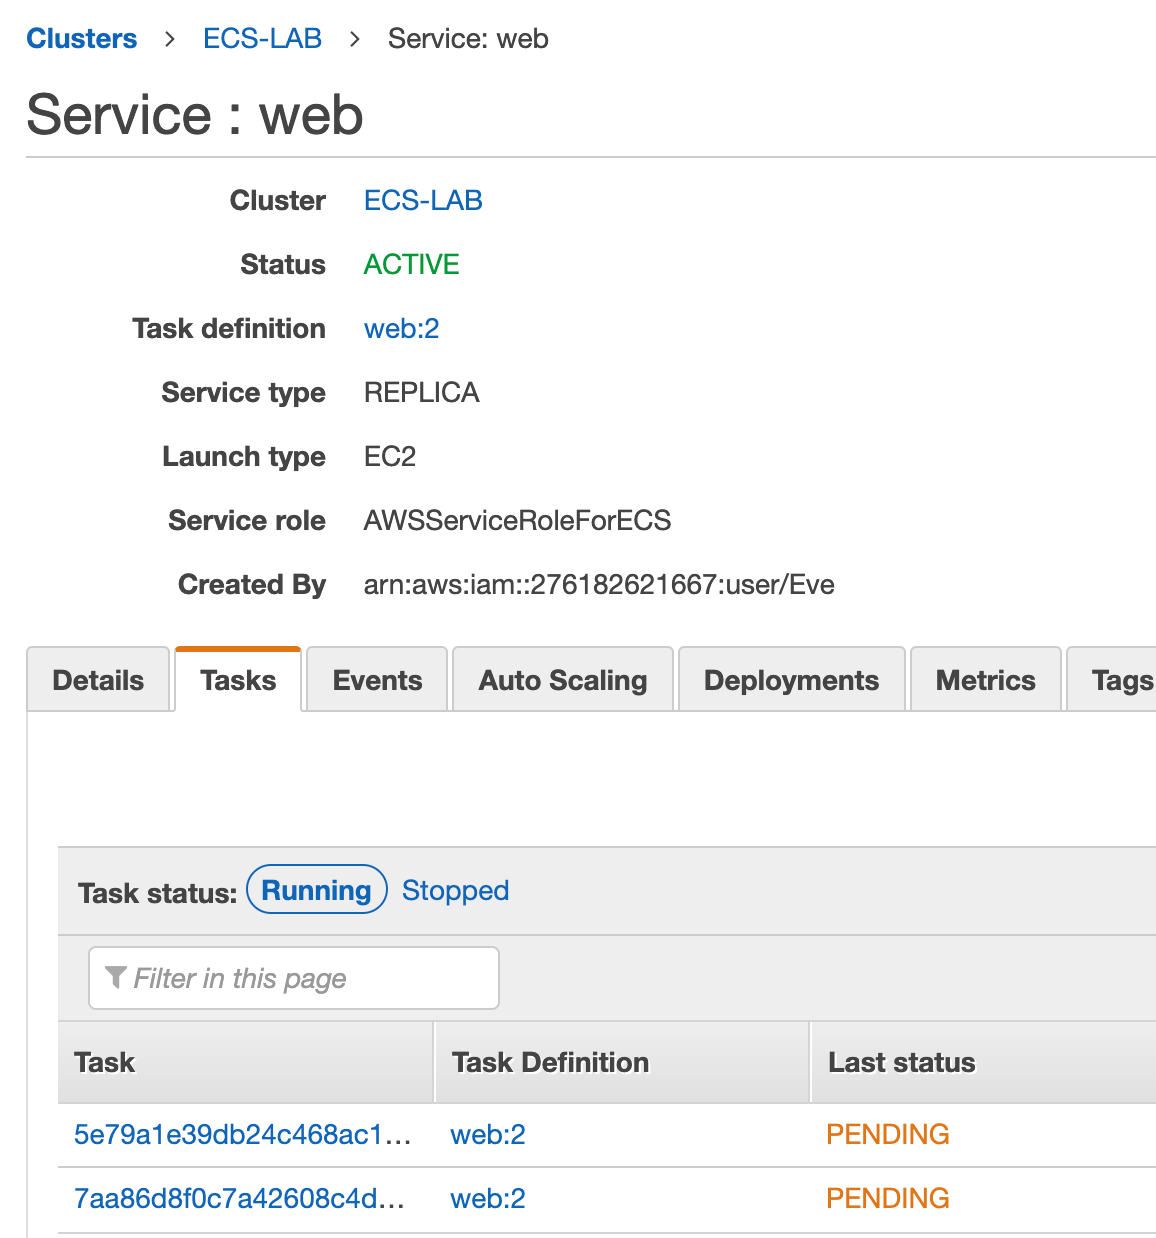 Clusters > ECS-LAB > Service: web
Service : web
Cluster ECS-LAB
Status ACTIVE
Task definition web:2
Service type REPLICA
Launch type EC2
Service role AWSServiceRoleForECS
Created By arn:aws:iam::276182621667:user/Eve
Details Tasks Events Auto Scaling Deployments Metrics Tags
Task status: Running Stopped
Filter in this page
Task Task Definition Last status
5e79a1e39db24c468ac1... web:2 PENDING
7aa86d8f0c7a42608c4d... web:2 PENDING